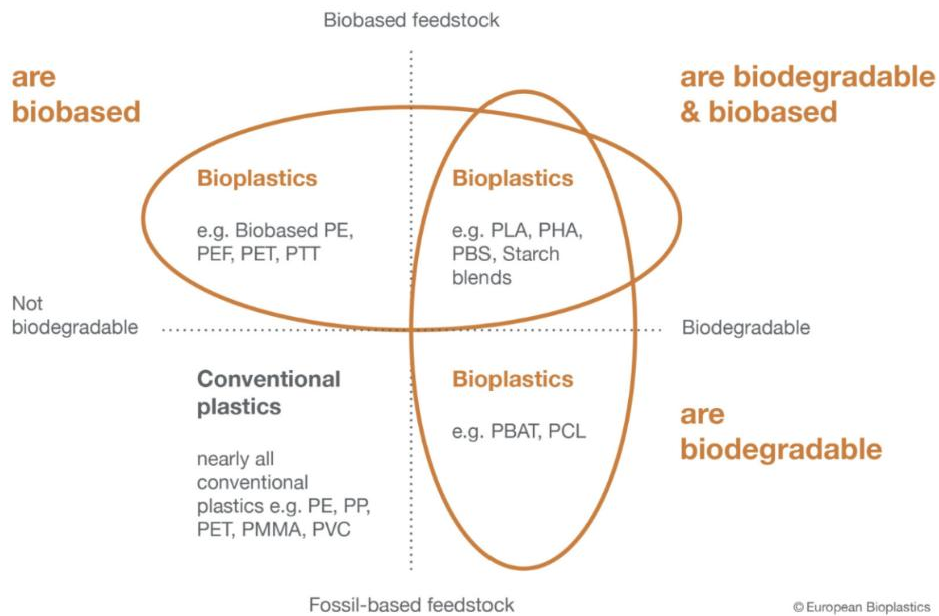 Biobased feedstock
are
biobased
are biodegradable
& biobased
Bioplastics
e.g. Biobased PE,
PEF, PET, PTT
Bioplastics
e.g. PLA, PHA,
PBS, Starch
blends
Not
biodegradable
Biodegradable
Conventional
plastics
nearly all
conventional
plastics e.g. PE, PP,
PET, PMMA, PVC
Bioplastics
e.g. PBAT, PCL
are
biodegradable
Fossil-based feedstock
© European Bioplastics